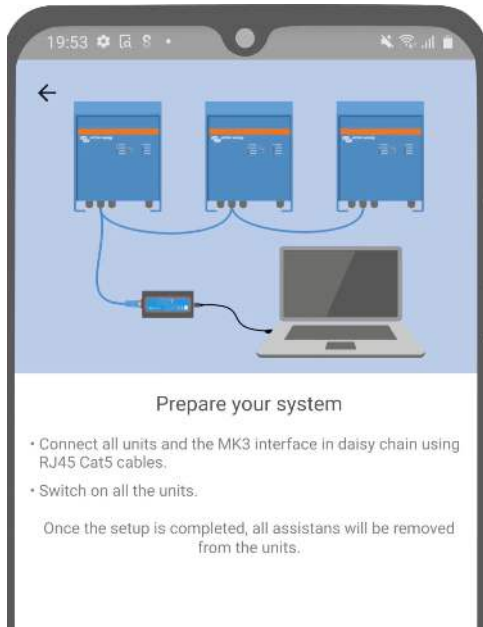 19:53
Prepare your system
• Connect all units and the MK3 interface in daisy chain using
RJ45 Cat5 cables.
• Switch on all the units.
Once the setup is completed, all assistans will be removed
from the units.